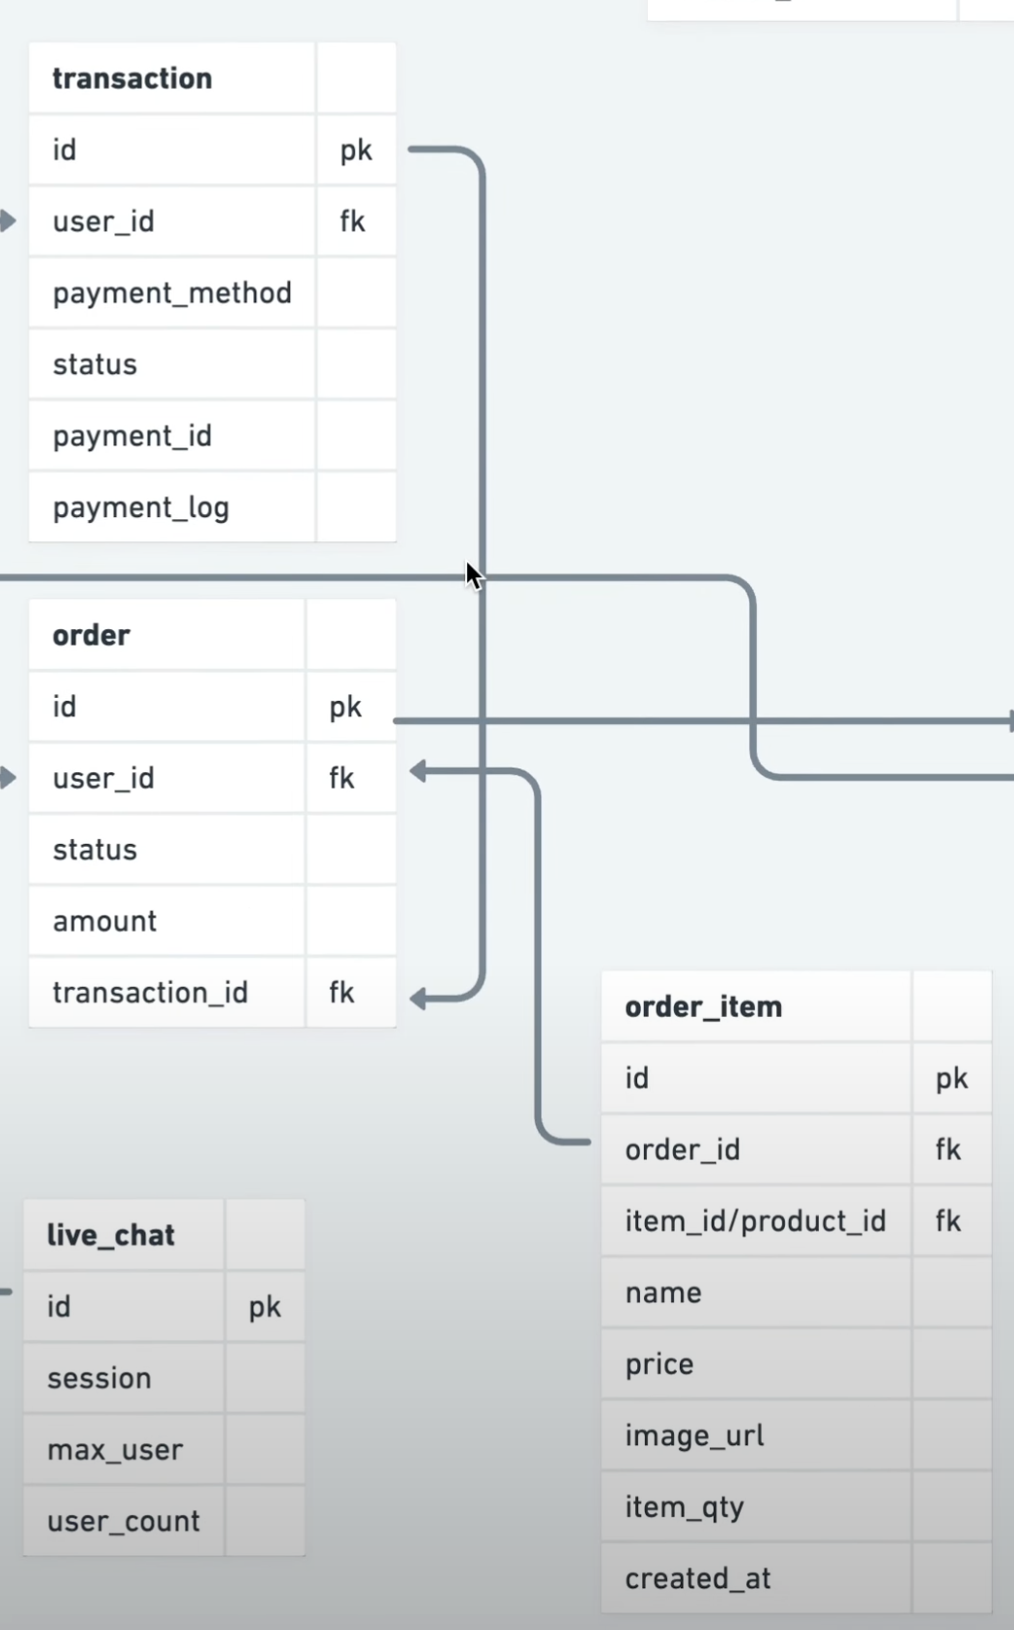 transaction
id pk
user_id fk
payment_method
status
payment_id
payment_log
order
id pk
user_id fk
status
amount
transaction_id fk
order_item
id pk
order_id fk
item_id/product_id fk
name
price
image_url
item_qty
created_at
live_chat
id pk
session
max_user
user_count